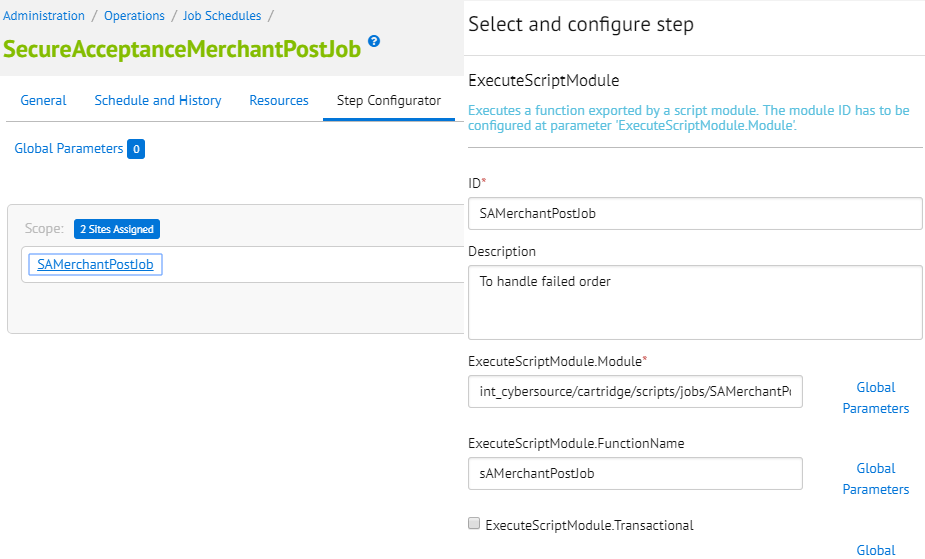 Administration / Operations / Job Schedules /
SecureAcceptanceMerchantPostJob ?
General Schedule and History Resources Step Configurator
Global Parameters 0
Scope: 2 Sites Assigned
SAMerchantPostJob
Select and configure step
ExecuteScriptModule
Executes a function exported by a script module. The module ID has to be
configured at parameter 'ExecuteScriptModule.Module'.
ID*
SAMerchantPostJob
Description
To handle failed order
ExecuteScriptModule.Module*
int_cybersource/cartridge/scripts/jobs/SAMerchantPo
Global
Parameters
ExecuteScriptModule.FunctionName
sAMerchantPostJob
Global
Parameters
ExecuteScriptModule.Transactional
Global